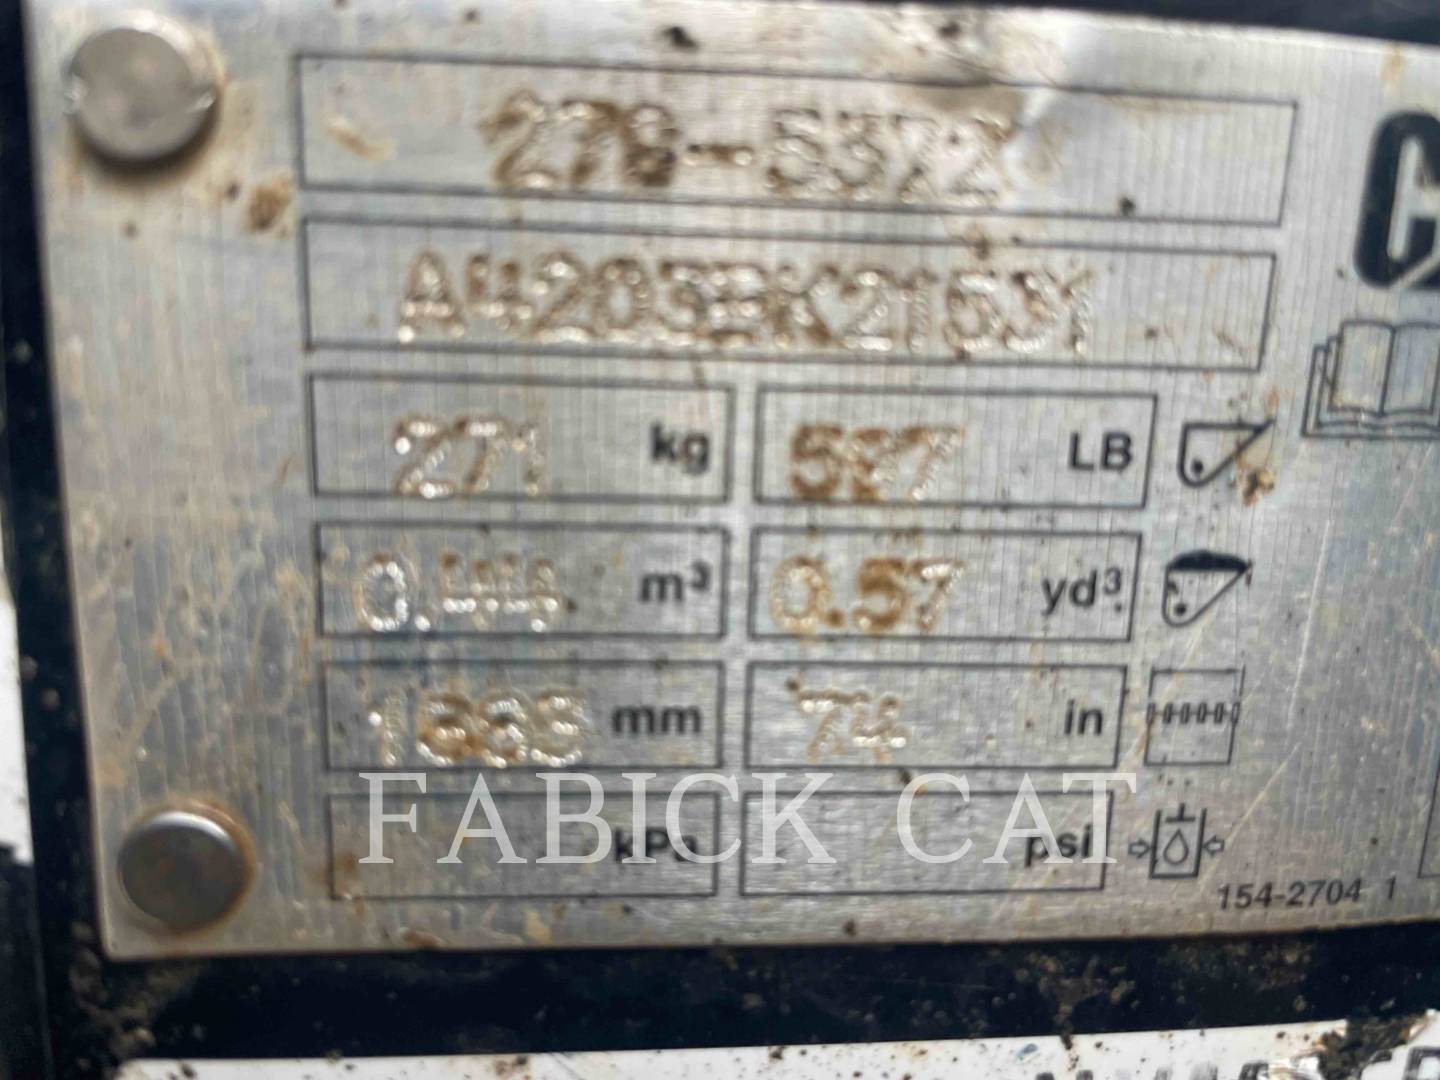 279-5372
A4203BK21531
271 kg 597 LB
0.44 m³ 0.57 yd³
1883 mm 74 in
kPa psi
154-2704 1
FABICK CAT